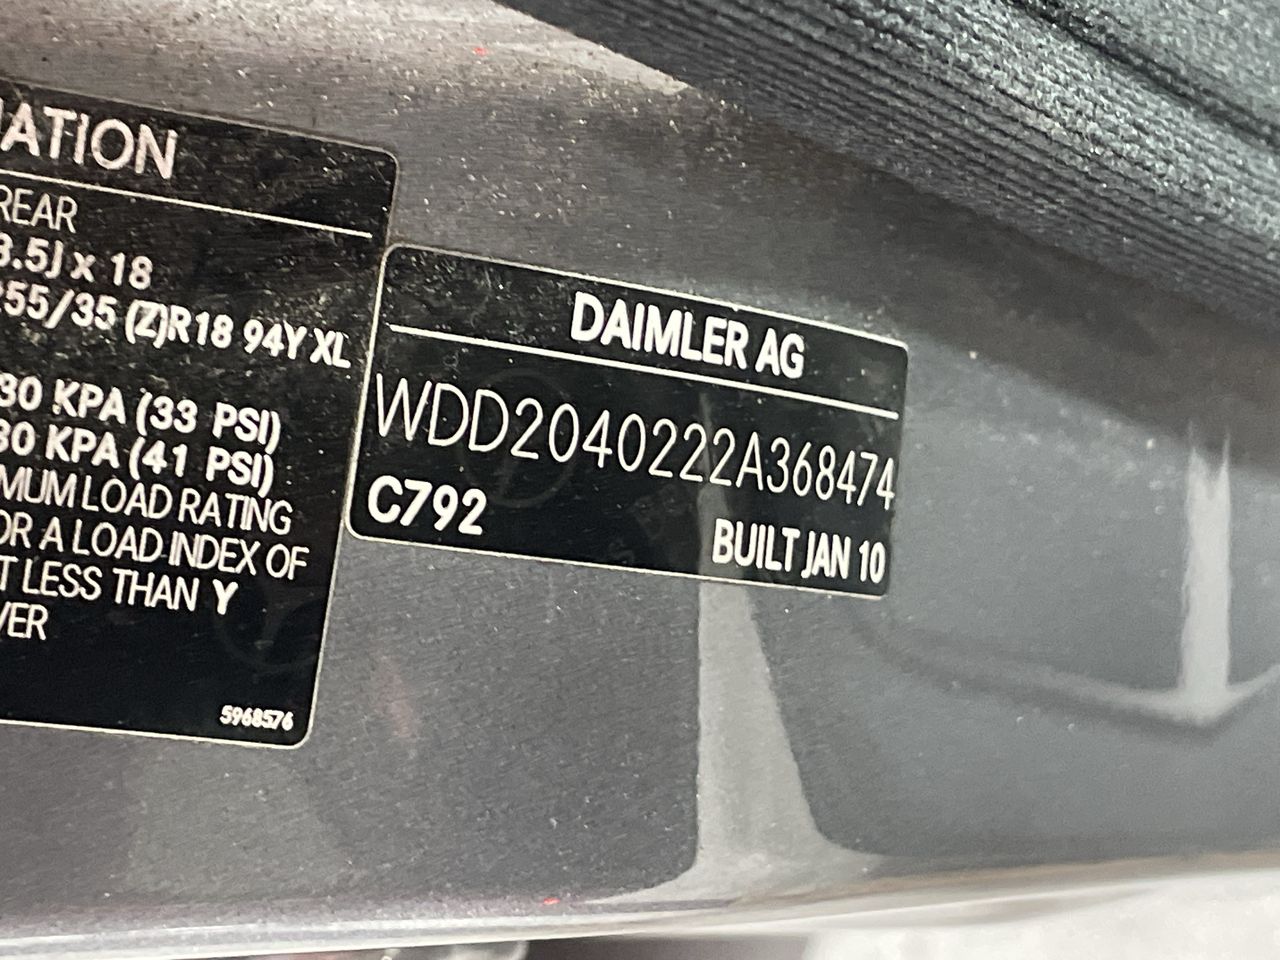 ATION
REAR
8.5J x 18
255/35 (Z)R18 94Y XL
30 KPA (33 PSI)
30 KPA (41 PSI)
MUM LOAD RATING
OR A LOAD INDEX OF
T LESS THAN Y
VER
5968576
DAIMLER AG
WDD2040222A368474
C792
BUILT JAN 10